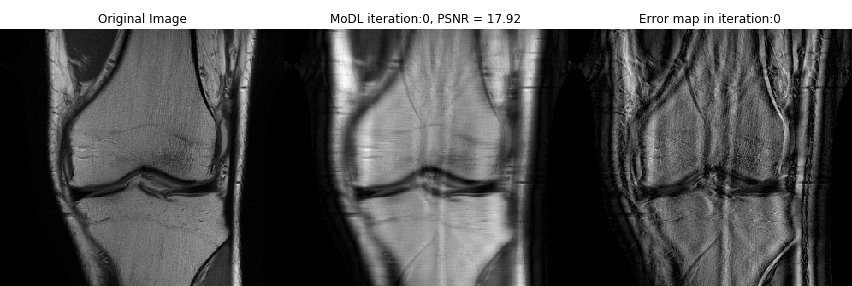 Original Image
MoDL iteration:0, PSNR = 17.92
Error map in iteration:0